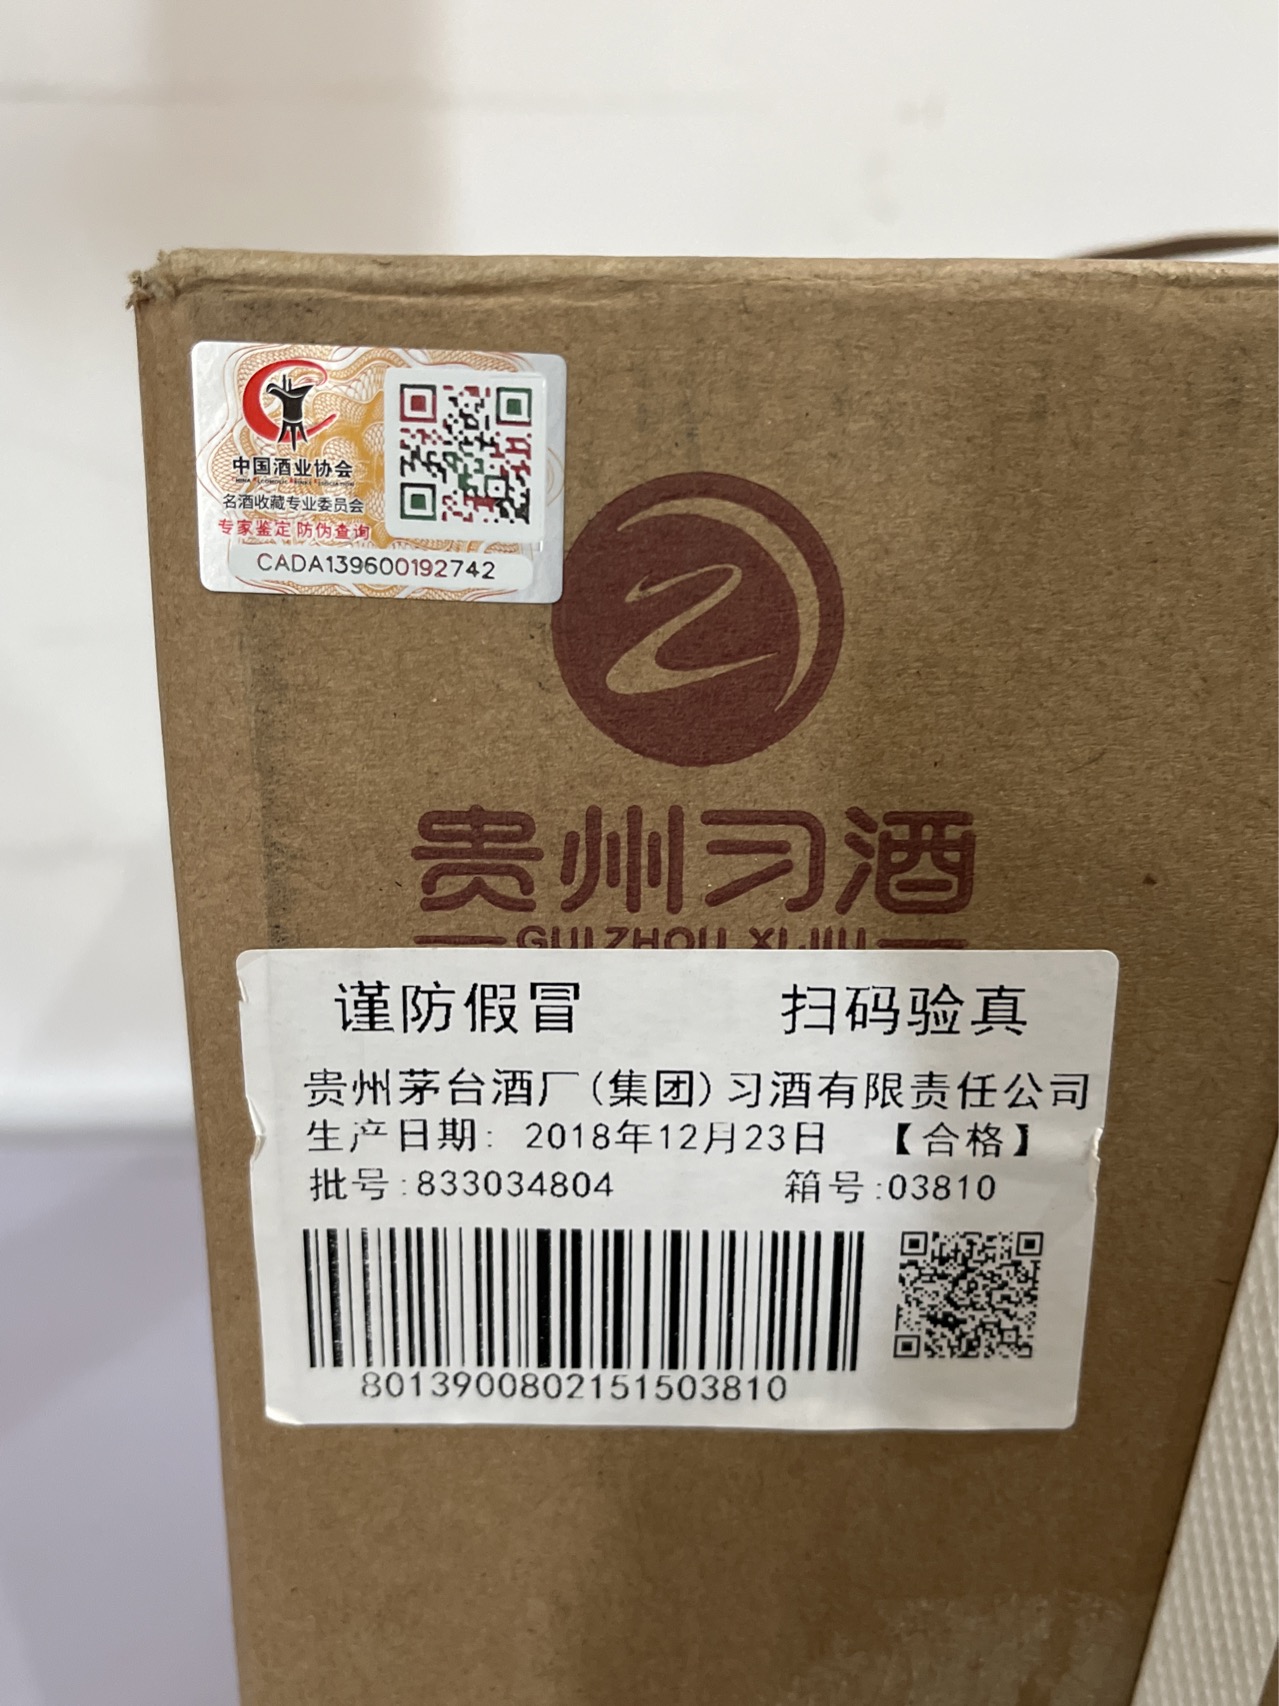 中国酒业协会
名酒收藏专业委员会
专家鉴定 防伪查询
CADA139600192742
贵州习酒
GUIZHOU XIJIU
谨防假冒 扫码验真
贵州茅台酒厂(集团)习酒有限责任公司
生产日期: 2018年12月23日 【合格】
批号:833034804 箱号:03810
8013900802151503810